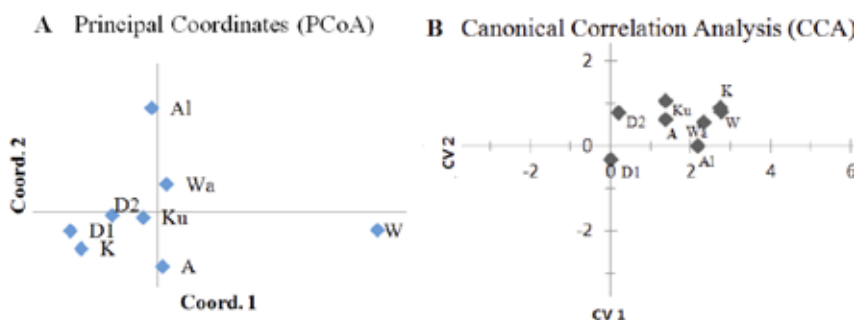 A Principal Coordinates (PCoA)
Al
Wa
D2
Ku
D1
W
K
A
Coord. 2
Coord. 1
B Canonical Correlation Analysis (CCA)
2
K
Ku
D2
W
A
Wa
0
-2
0
2
4
6
D1
Al
-2
CV 2
CV 1